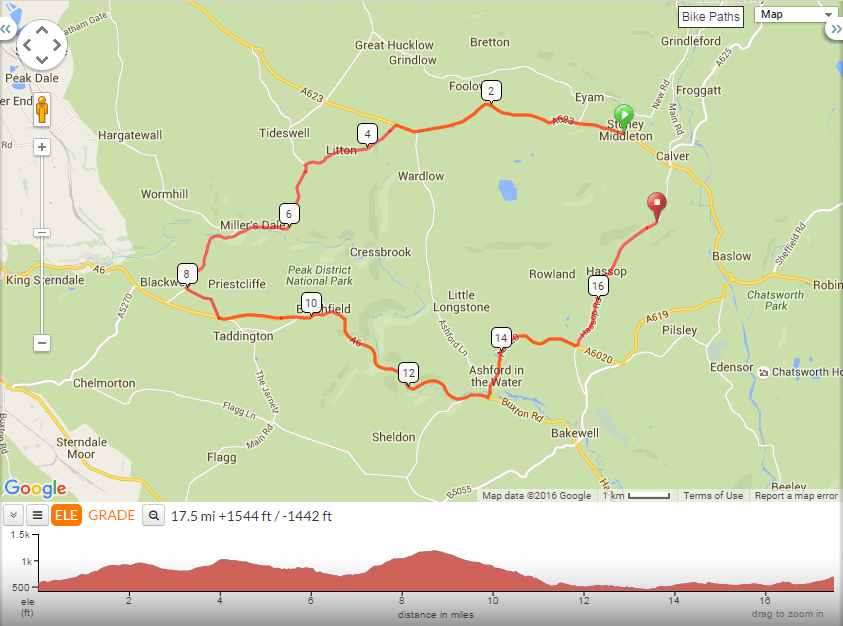 Bike Paths
Map
Great Hucklow
Bretton
Grindleford
Grindlow
A625
Peak Dale
A623
Foolow
2
Eyam
New Rd
Froggatt
Main Rd
Hargatewall
Tideswell
4
A623
Stoney
Middleton
Litton
Calver
Wardlow
Wormhill
6
Miller's Dale
Cressbrook
Sheffield Rd
Baslow
A6
8
King Sterndale
Peak District
National Park
Rowland
Hassop
Priestcliffe
16
A5270
10
Little
Longstone
Chatsworth
Park
Hassop Rd
A619
Pilsley
Taddington
Ashford Ln
14
A6
A6020
12
Ashford in
the Water
Edensor
Chatsworth Ho
Chelmorton
The Jarnett
Flagg Ln
Buxton Rd
Main Rd
Bakewell
Sheldon
Sterndale
Moor
Flagg
Buxton Rd
Google
B5055
Beeley
Map data ©2016 Google
1 km
Terms of Use
Report a map error
ELE
GRADE
17.5 mi +1544 ft / -1442 ft
1.5k
1k
500
ele
(ft)
2
4
6
8
10
12
14
16
distance in miles
drag to zoom in